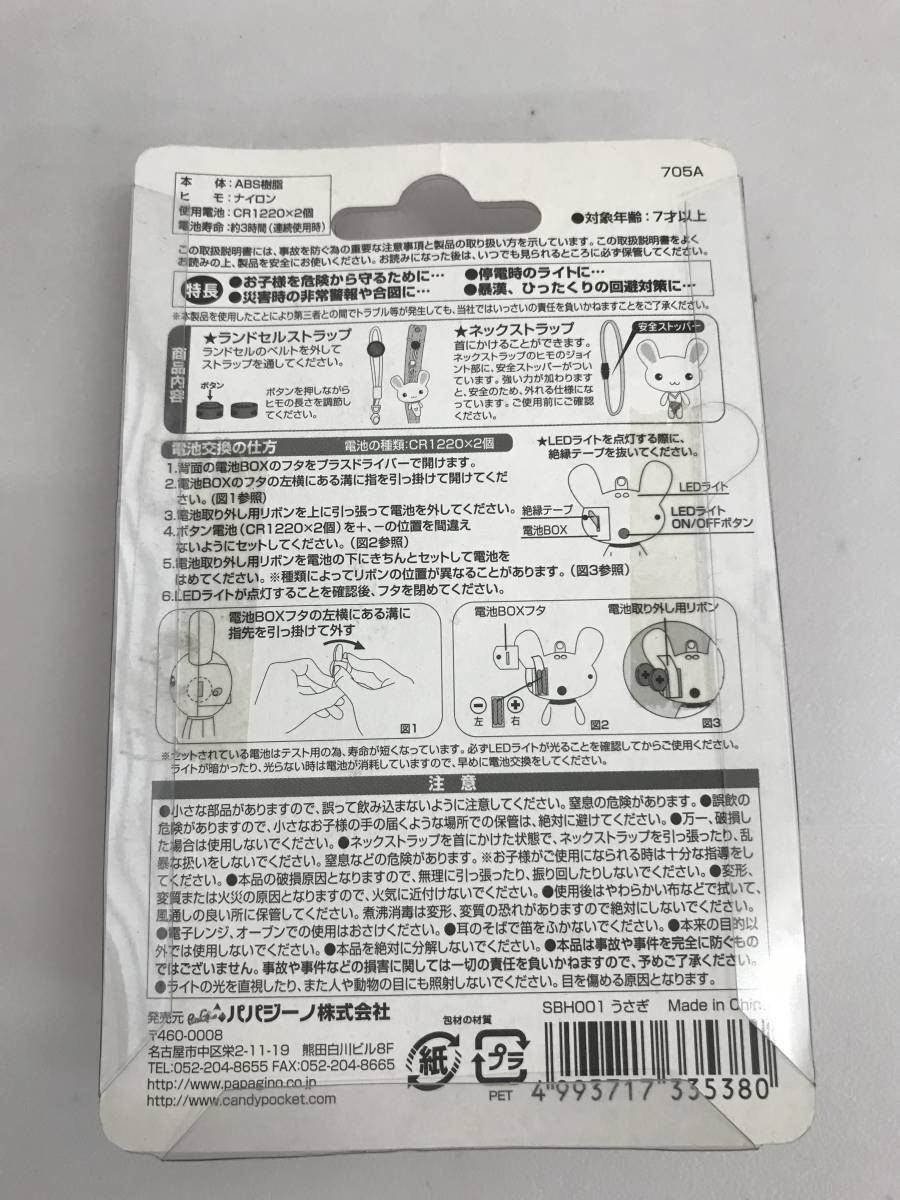 705A
本体:ABS樹脂
ヒモ:ナイロン
使用電池:CR1220×2個
電池寿命:約3時間(連続使用時)
●対象年齢:7才以上
この取扱説明書には、事故を防ぐ為の重要な注意事項と製品の取り扱い方を示しています。この取扱説明書をよく
お読みの上、製品を安全にお使いください。お読みになった後は、いつでも見られるところに必ず保管してください。
特長
●お子様を危険から守るために…
●停電時のライトに…
●災害時の非常警報や合図に…
●暴漢、ひったくりの回避対策に…
※本製品を使用したことにより第三者との間でトラブル等が発生しても、当社ではいっさいの責任を負いかねますことをご了承ください。
商品内容
★ランドセルストラップ
ランドセルのベルトを外して
ストラップを通してください。
ボタン
ボタンを押しながら
ヒモの長さを調節し
てください。
★ネックストラップ
首にかけることができます。
ネックストラップのヒモのジョイ
ント部に、安全ストッパーがつい
ています。強い力が加わります
と、安全のため、外れる仕様にな
っています。ご使用前にご確認
ください。
安全ストッパー
電池交換の仕方
電池の種類:CR1220×2個
1.背面の電池BOXのフタをプラスドライバーで開けます。
2.電池BOXのフタの左横にある溝に指を引っ掛けて開けてくだ
さい。(図1参照)
3.電池取り外し用リボンを上に引っ張って電池を外してください。
4.ボタン電池(CR1220×2個)を+、−の位置を間違え
ないようにセットしてください。(図2参照)
5.電池取り外し用リボンを電池の下にきちんとセットして電池を
はめてください。※種類によってリボンの位置が異なることがあります。(図3参照)
6.LEDライトが点灯することを確認後、フタを閉めてください。
★LEDライトを点灯する際に、
絶縁テープを抜いてください。
LEDライト
絶縁テープ
電池BOX
LEDライト
ON/OFFボタン
電池BOXフタの左横にある溝に
指先を引っ掛けて外す
図1
電池BOXフタ
電池取り外し用リボン
− +
左 右
図2
図3
※セットされている電池はテスト用の為、寿命が短くなっています。必ずLEDライトが光ることを確認してからご使用ください。
ライトが暗かったり、光らない時は電池が消耗していますので、早めに電池交換をしてください。
注意
●小さな部品がありますので、誤って飲み込まないように注意してください。窒息の危険があります。●誤飲の
危険がありますので、小さなお子様の手の届くような場所での保管は、絶対に避けてください。●万一、破損し
た場合は使用しないでください。●ネックストラップを首にかけた状態で、ネックストラップを引っ張ったり、乱
暴な扱いをしないでください。窒息などの危険があります。※お子様がご使用になられる時は十分な指導をし
てください。●本品の破損原因となりますので、無理に引っ張ったり、振り回したりしないでください。●変形、
変質または火災の原因となりますので、火気に近付けないでください。●使用後はやわらかい布などで拭いて、
風通しの良い所に保管してください。煮沸消毒は変形、変質の恐れがありますので絶対にしないでください。
●電子レンジ、オーブンでの使用はおさけください。●耳のそばで笛をふかないでください。●本来の目的以
外では使用しないでください。●本品を絶対に分解しないでください。●本品は事故や事件を完全に防ぐもの
ではございません。事故や事件などの損害に関しては一切の責任を負いかねますので、予めご了承ください。
●ライトの光を直視したり、また人や動物の目にも照射しないでください。目を傷める原因となります。
発売元 パパジーノ株式会社
〒460-0008
名古屋市中区栄2-11-19 熊田白川ビル8F
TEL:052-204-8655 FAX:052-204-8665
http://www.papagino.co.jp
http://www.candypocket.com
包材の材質
紙
プラ
PET
SBH001 うさぎ Made in China
4 993717 335380